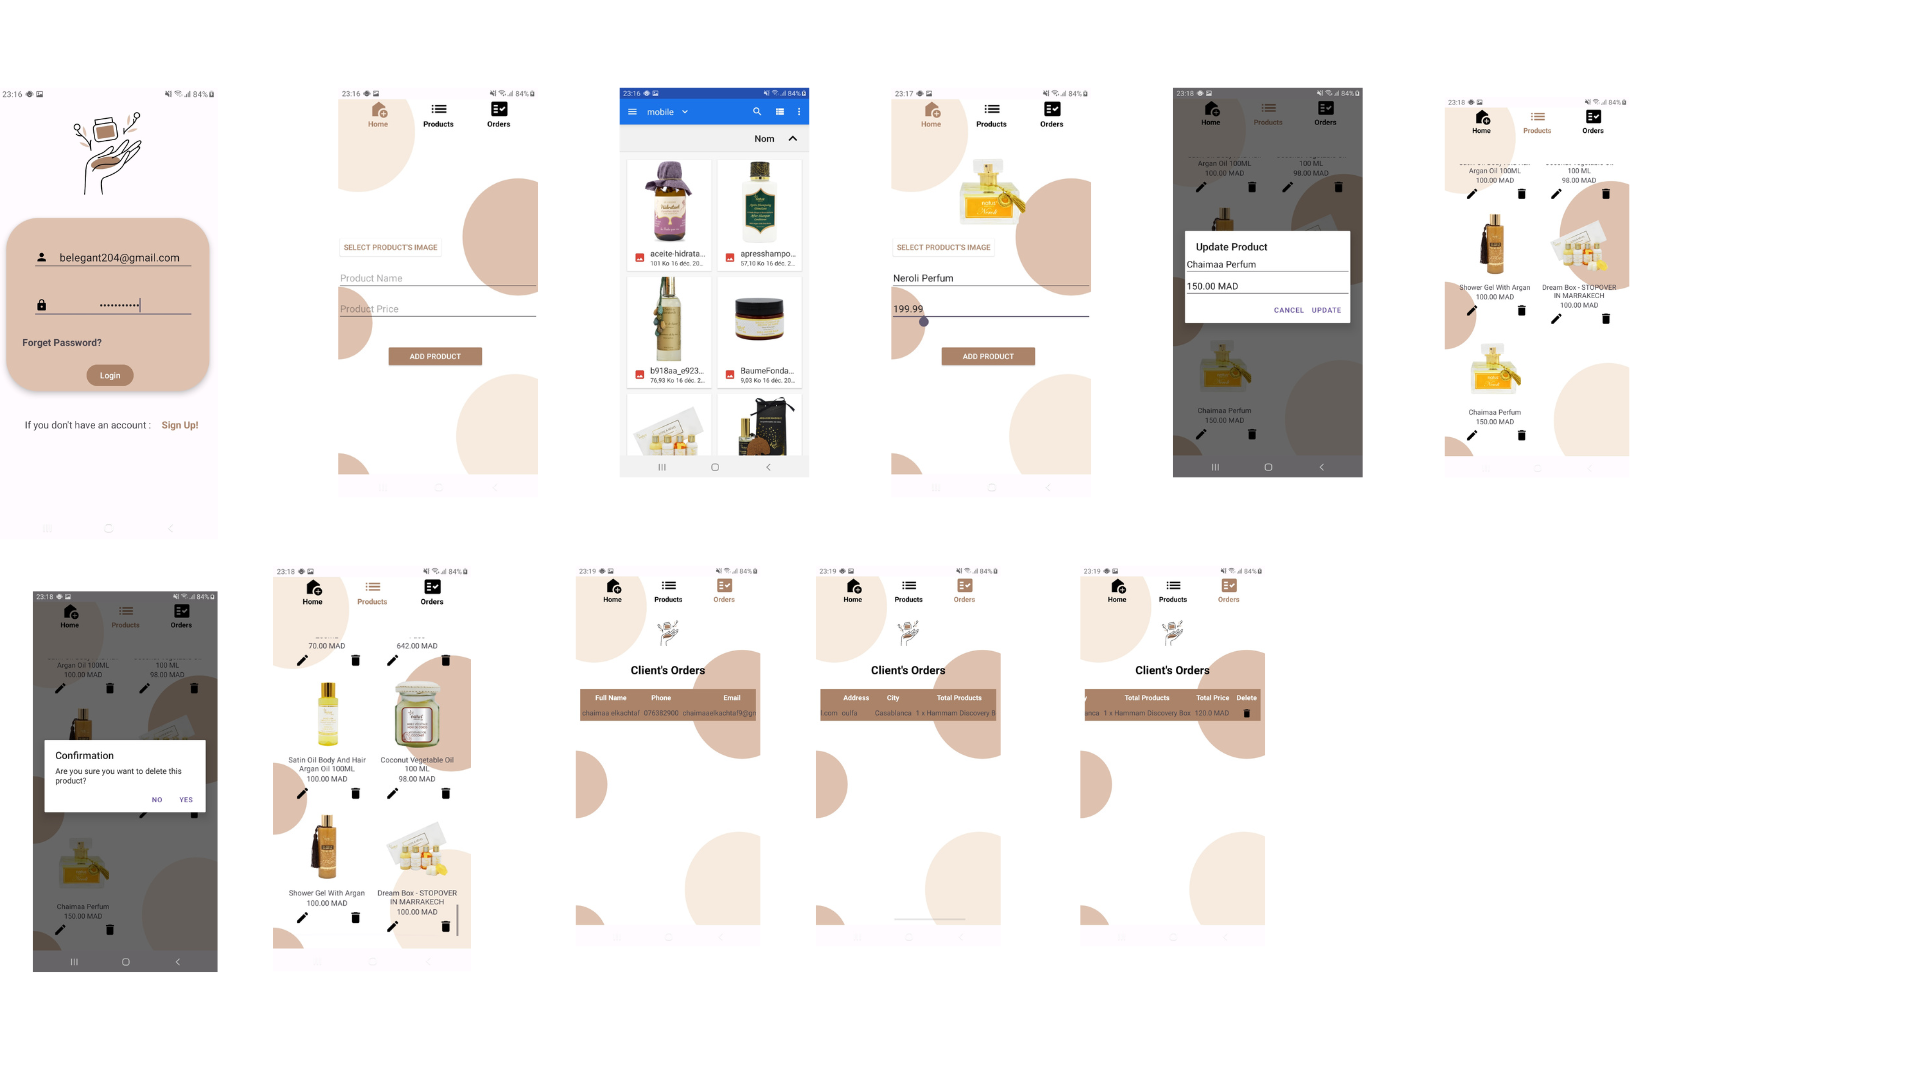 23:16 84%
belegant204@gmail.com
•••••••••••
Forget Password?
Login
If you don't have an account : Sign Up!
23:16 84%
Home Products Orders
SELECT PRODUCT'S IMAGE
Product Name
Product Price
ADD PRODUCT
23:16 84%
mobile
Nom
aceite-hidrata...
101 Ko 16 déc. 20...
apresshampo...
57,10 Ko 16 déc. 20...
b918aa_e923...
76,93 Ko 16 déc. 2...
BaumeFonda...
9,03 Ko 16 déc. 20...
23:17 84%
Home Products Orders
SELECT PRODUCT'S IMAGE
Neroli Perfum
199.99
ADD PRODUCT
23:18 84%
Home Products Orders
Argan Oil 100ML
100.00 MAD
100 ML
98.00 MAD
Update Product
Chaimaa Perfum
150.00 MAD
CANCEL UPDATE
Chaimaa Perfum
150.00 MAD
23:18 84%
Home Products Orders
Argan Oil 100ML
100.00 MAD
100 ML
98.00 MAD
Shower Gel With Argan
100.00 MAD
Dream Box - STOPOVER
IN MARRAKECH
100.00 MAD
Chaimaa Perfum
150.00 MAD
23:18 84%
Home Products Orders
Argan Oil 100ML
100.00 MAD
100 ML
98.00 MAD
Confirmation
Are you sure you want to delete this
product?
NO YES
Chaimaa Perfum
150.00 MAD
23:18 84%
Home Products Orders
70.00 MAD
642.00 MAD
Satin Oil Body And Hair
Argan Oil 100ML
100.00 MAD
Coconut Vegetable Oil
100 ML
98.00 MAD
Shower Gel With Argan
100.00 MAD
Dream Box - STOPOVER
IN MARRAKECH
100.00 MAD
23:19 84%
Home Products Orders
Client's Orders
Full Name Phone Email
chaimaa elkachtaf 076382900 chaimaaelkachtaf9@gm
23:19 84%
Home Products Orders
Client's Orders
Address City Total Products
l.com oulfa Casablanca 1 x Hammam Discovery B
23:19 84%
Home Products Orders
Client's Orders
y Total Products Total Price Delete
anca 1 x Hammam Discovery Box 120.0 MAD